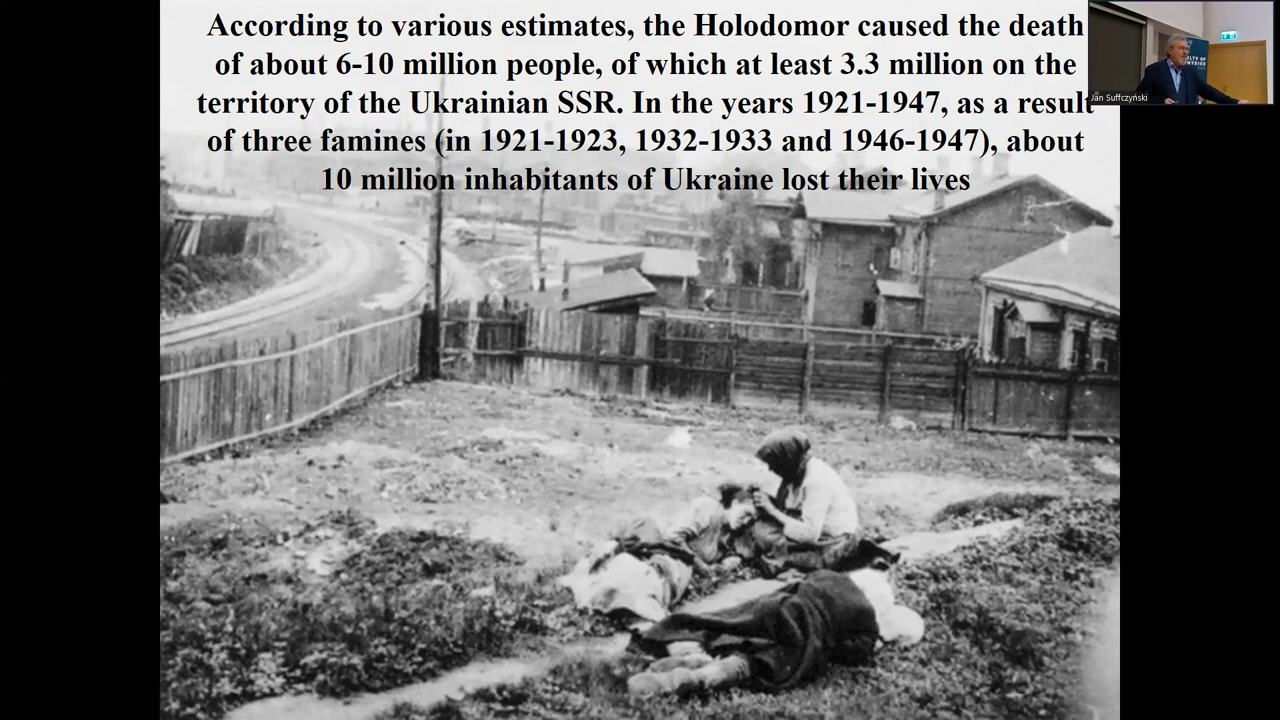 According to various estimates, the Holodomor caused the death
of about 6-10 million people, of which at least 3.3 million on the
territory of the Ukrainian SSR. In the years 1921-1947, as a result
of three famines (in 1921-1923, 1932-1933 and 1946-1947), about
10 million inhabitants of Ukraine lost their lives
Jan Suffczyński